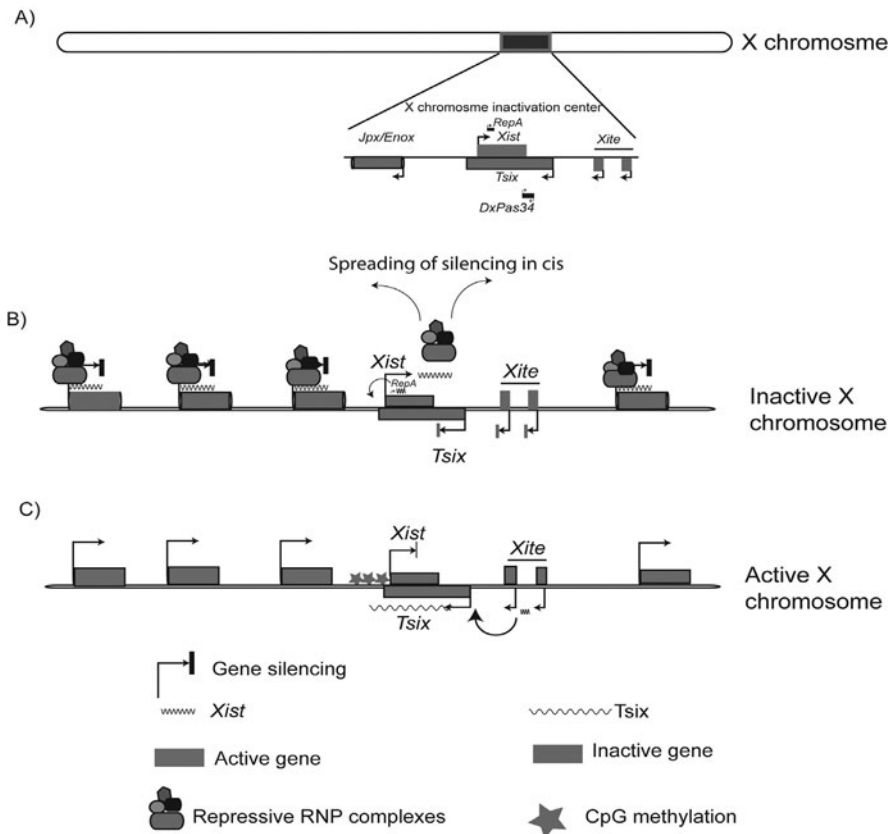 A)
X chromosme
X chromosme inactivation center
RepA
Jpx/Enox
Xist
Xite
Tsix
DxPas34
Spreading of silencing in cis
B)
Xist
RepA
Xite
Inactive X
chromosome
Tsix
C)
Xist
Xite
Active X
chromosome
Tsix
Gene silencing
Xist
Tsix
Active gene
Inactive gene
Repressive RNP complexes
CpG methylation